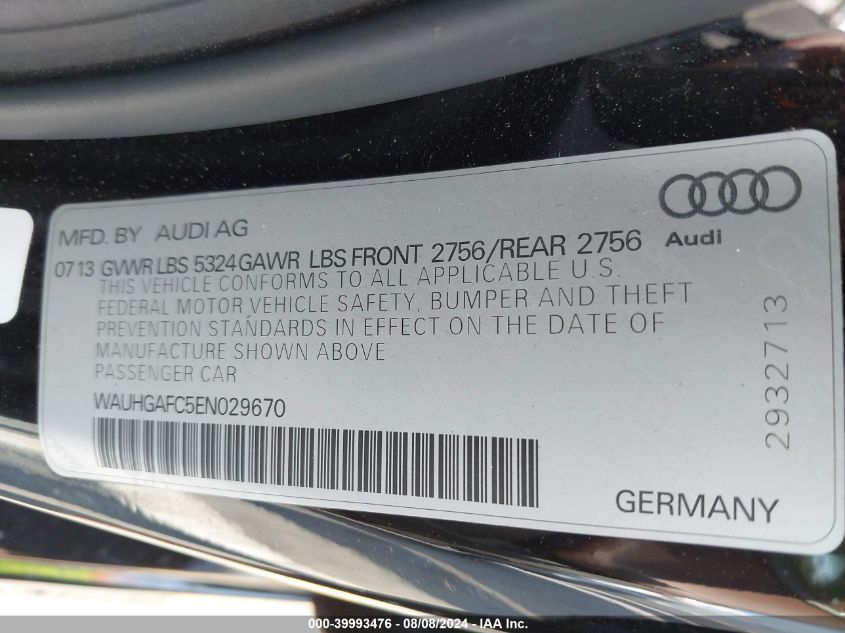 MFD. BY AUDI AG
Audi
0713 GVWR LBS 5324 GAWR LBS FRONT 2756/REAR 2756
THIS VEHICLE CONFORMS TO ALL APPLICABLE U.S.
FEDERAL MOTOR VEHICLE SAFETY, BUMPER AND THEFT
PREVENTION STANDARDS IN EFFECT ON THE DATE OF
MANUFACTURE SHOWN ABOVE
PASSENGER CAR
WAUHGAFC5EN029670
2932713
GERMANY
000-39993476 - 08/08/2024 - IAA Inc.